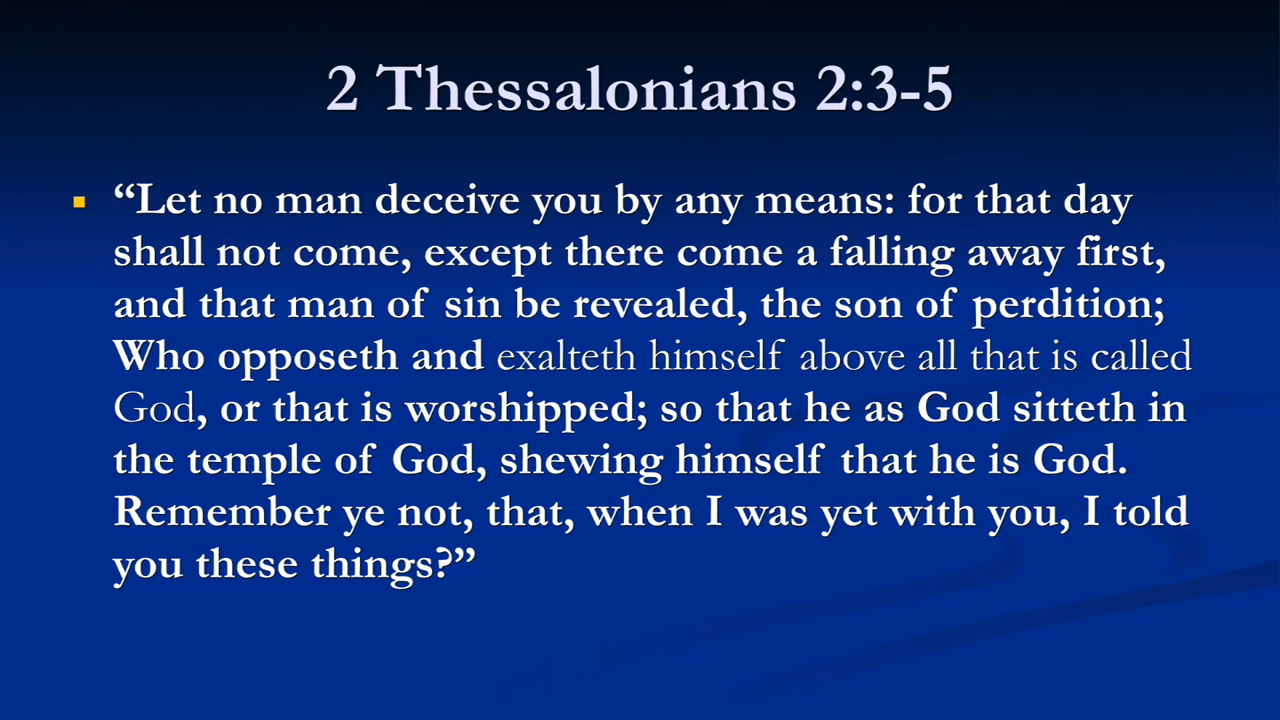 2 Thessalonians 2:3-5
“Let no man deceive you by any means: for that day
shall not come, except there come a falling away first,
and that man of sin be revealed, the son of perdition;
Who opposeth and exalteth himself above all that is called
God, or that is worshipped; so that he as God sitteth in
the temple of God, shewing himself that he is God.
Remember ye not, that, when I was yet with you, I told
you these things?”